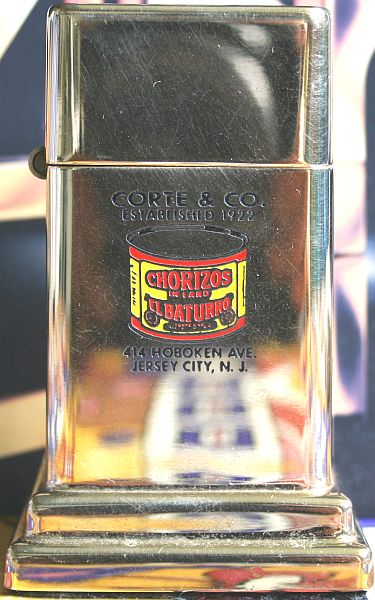 CORTE & CO.
ESTABLISHED 1922
CHORIZOS
IN LARD
EL BATURRO
414 HOBOKEN AVE.
JERSEY CITY, N. J.